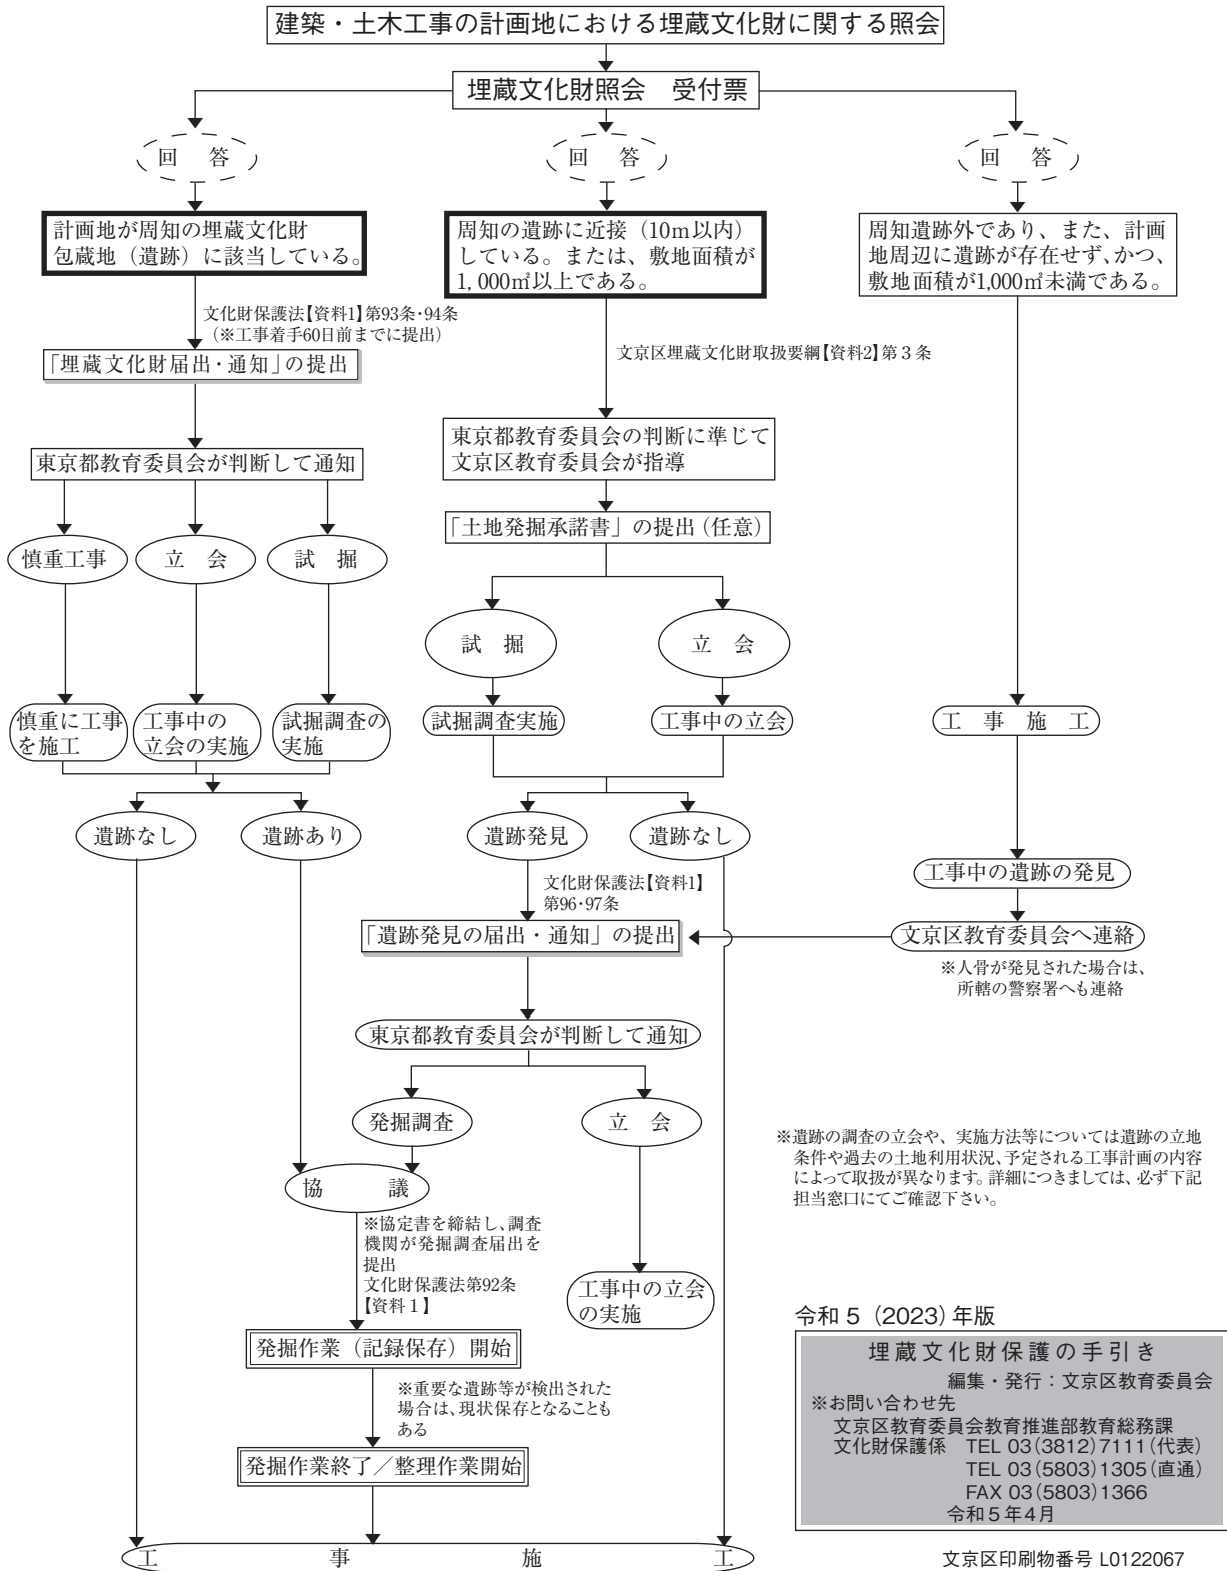 建築・土木工事の計画地における埋蔵文化財に関する照会
埋蔵文化財照会　受付票
回　答
回　答
回　答
計画地が周知の埋蔵文化財
包蔵地（遺跡）に該当している。
周知の遺跡に近接（10m以内）
している。または、敷地面積が
1,000㎡以上である。
周知遺跡外であり、また、計画
地周辺に遺跡が存在せず、かつ、
敷地面積が1,000㎡未満である。
文化財保護法【資料1】第93条・94条
（※工事着手60日前までに提出）
「埋蔵文化財届出・通知」の提出
文京区埋蔵文化財取扱要綱【資料2】第３条
東京都教育委員会が判断して通知
東京都教育委員会の判断に準じて
文京区教育委員会が指導
「土地発掘承諾書」の提出（任意）
慎重工事
立　会
試　掘
試　掘
立　会
慎重に工事
を施工
工事中の
立会の実施
試掘調査の
実施
試掘調査実施
工事中の立会
工　事　施　工
遺跡なし
遺跡あり
遺跡発見
遺跡なし
工事中の遺跡の発見
文化財保護法【資料1】
第96・97条
「遺跡発見の届出・通知」の提出
文京区教育委員会へ連絡
※人骨が発見された場合は、
所轄の警察署へも連絡
東京都教育委員会が判断して通知
発掘調査
立　会
※遺跡の調査の立会や、実施方法等については遺跡の立地
条件や過去の土地利用状況、予定される工事計画の内容
によって取扱が異なります。詳細につきましては、必ず下記
担当窓口にてご確認下さい。
協　　議
※協定書を締結し、調査
機関が発掘調査届出を
提出
文化財保護法第92条
【資料１】
工事中の立会
の実施
発掘作業（記録保存）開始
※重要な遺跡等が検出された
場合は、現状保存となることも
ある
発掘作業終了／整理作業開始
工　事　施　工
令和５（2023）年版
埋蔵文化財保護の手引き
編集・発行：文京区教育委員会
※お問い合わせ先
文京区教育委員会教育推進部教育総務課
文化財保護係　TEL 03（3812）7111（代表）
TEL 03（5803）1305（直通）
FAX 03（5803）1366
令和５年４月
文京区印刷物番号 L0122067